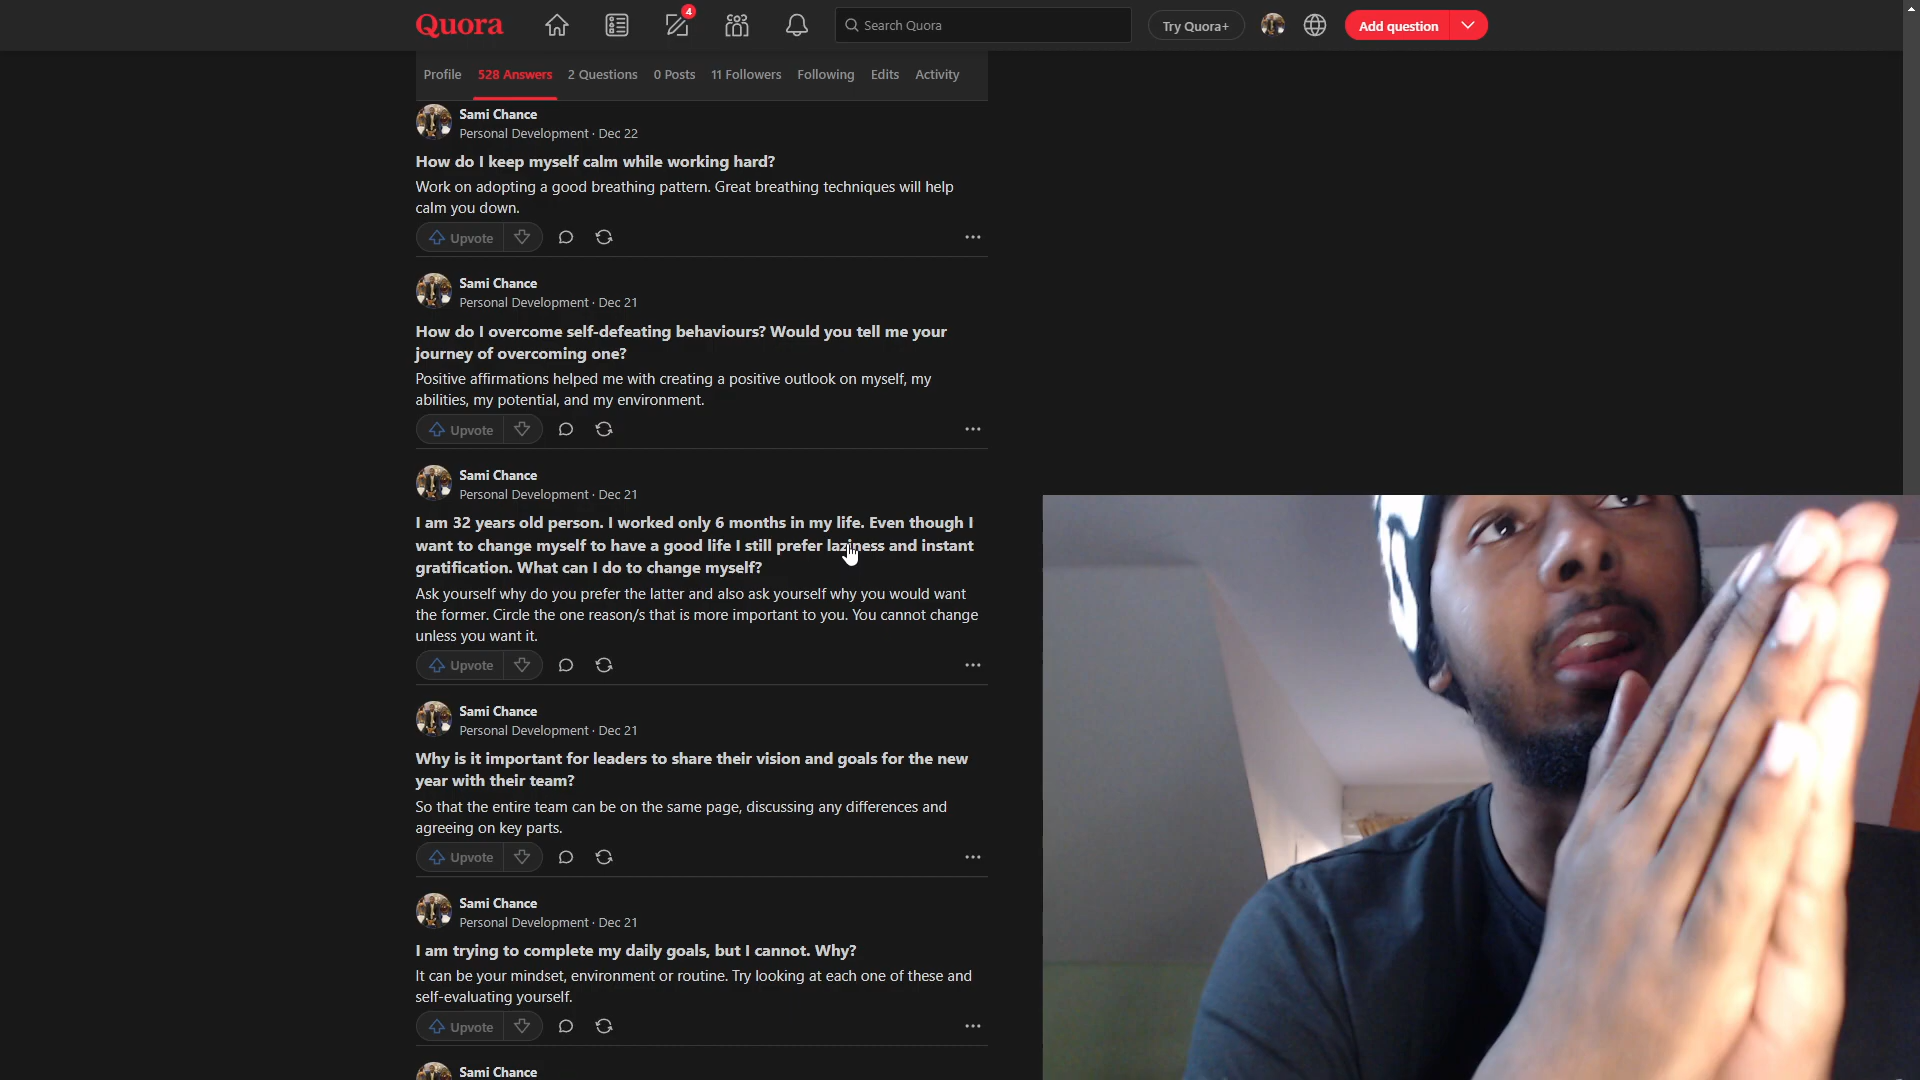 Quora
4
Search Quora
Try Quora+
Add question
Profile
528 Answers
2 Questions
0 Posts
11 Followers
Following
Edits
Activity
Sami Chance
Personal Development · Dec 22
How do I keep myself calm while working hard?
Work on adopting a good breathing pattern. Great breathing techniques will help
calm you down.
Upvote
Sami Chance
Personal Development · Dec 21
How do I overcome self-defeating behaviours? Would you tell me your
journey of overcoming one?
Positive affirmations helped me with creating a positive outlook on myself, my
abilities, my potential, and my environment.
Upvote
Sami Chance
Personal Development · Dec 21
I am 32 years old person. I worked only 6 months in my life. Even though I
want to change myself to have a good life I still prefer laziness and instant
gratification. What can I do to change myself?
Ask yourself why do you prefer the latter and also ask yourself why you would want
the former. Circle the one reason/s that is more important to you. You cannot change
unless you want it.
Upvote
Sami Chance
Personal Development · Dec 21
Why is it important for leaders to share their vision and goals for the new
year with their team?
So that the entire team can be on the same page, discussing any differences and
agreeing on key parts.
Upvote
Sami Chance
Personal Development · Dec 21
I am trying to complete my daily goals, but I cannot. Why?
It can be your mindset, environment or routine. Try looking at each one of these and
self-evaluating yourself.
Upvote
Sami Chance